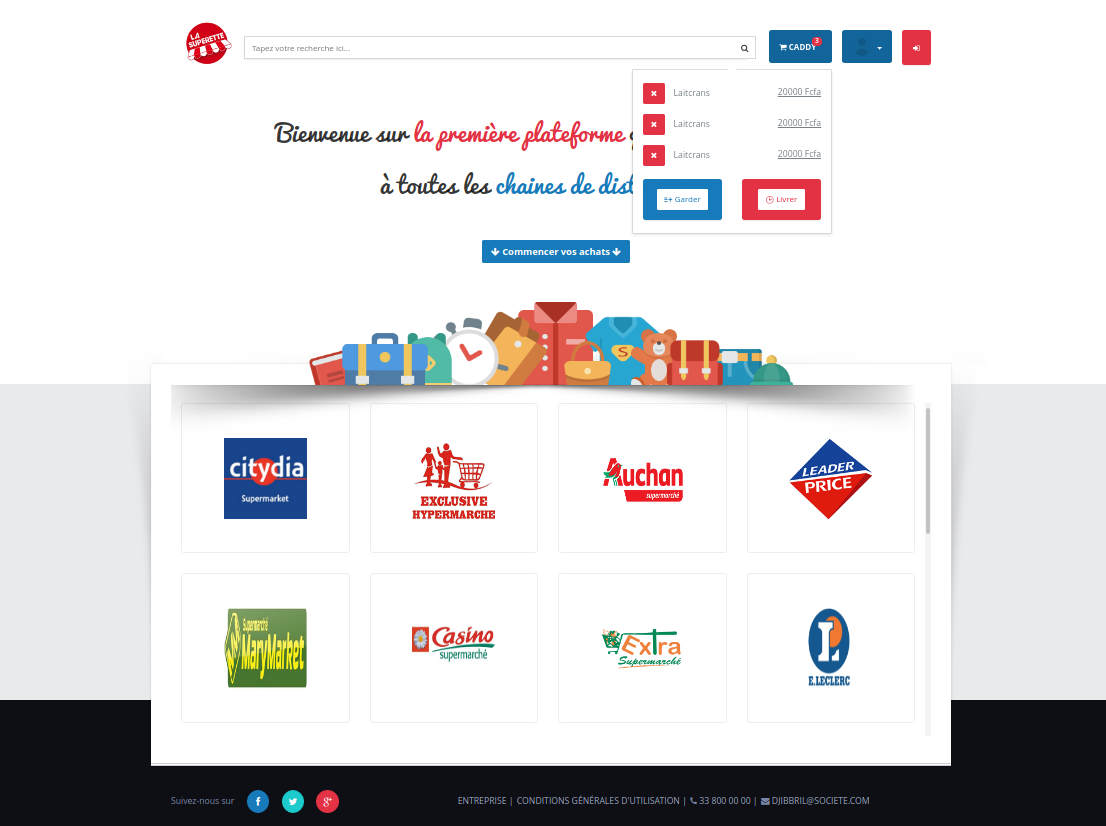 LA
SUPERETTE
Tapez votre recherche ici...
CADDY
3
Laitcrans 20000 Fcfa
Laitcrans 20000 Fcfa
Laitcrans 20000 Fcfa
Garder Livrer
Bienvenue sur la première plateforme
à toutes les chaines de dist
Commencer vos achats
S
citydia
Supermarket
EXCLUSIVE
HYPERMARCHE
Auchan
supermarché
LEADER
PRICE
Supermarché
MaryMarket
Casino
supermarché
Extra
Supermarché
L
E.LECLERC
Suivez-nous sur
ENTREPRISE | CONDITIONS GÉNÉRALES D'UTILISATION | 33 800 00 00 | DJIBBRIL@SOCIETE.COM